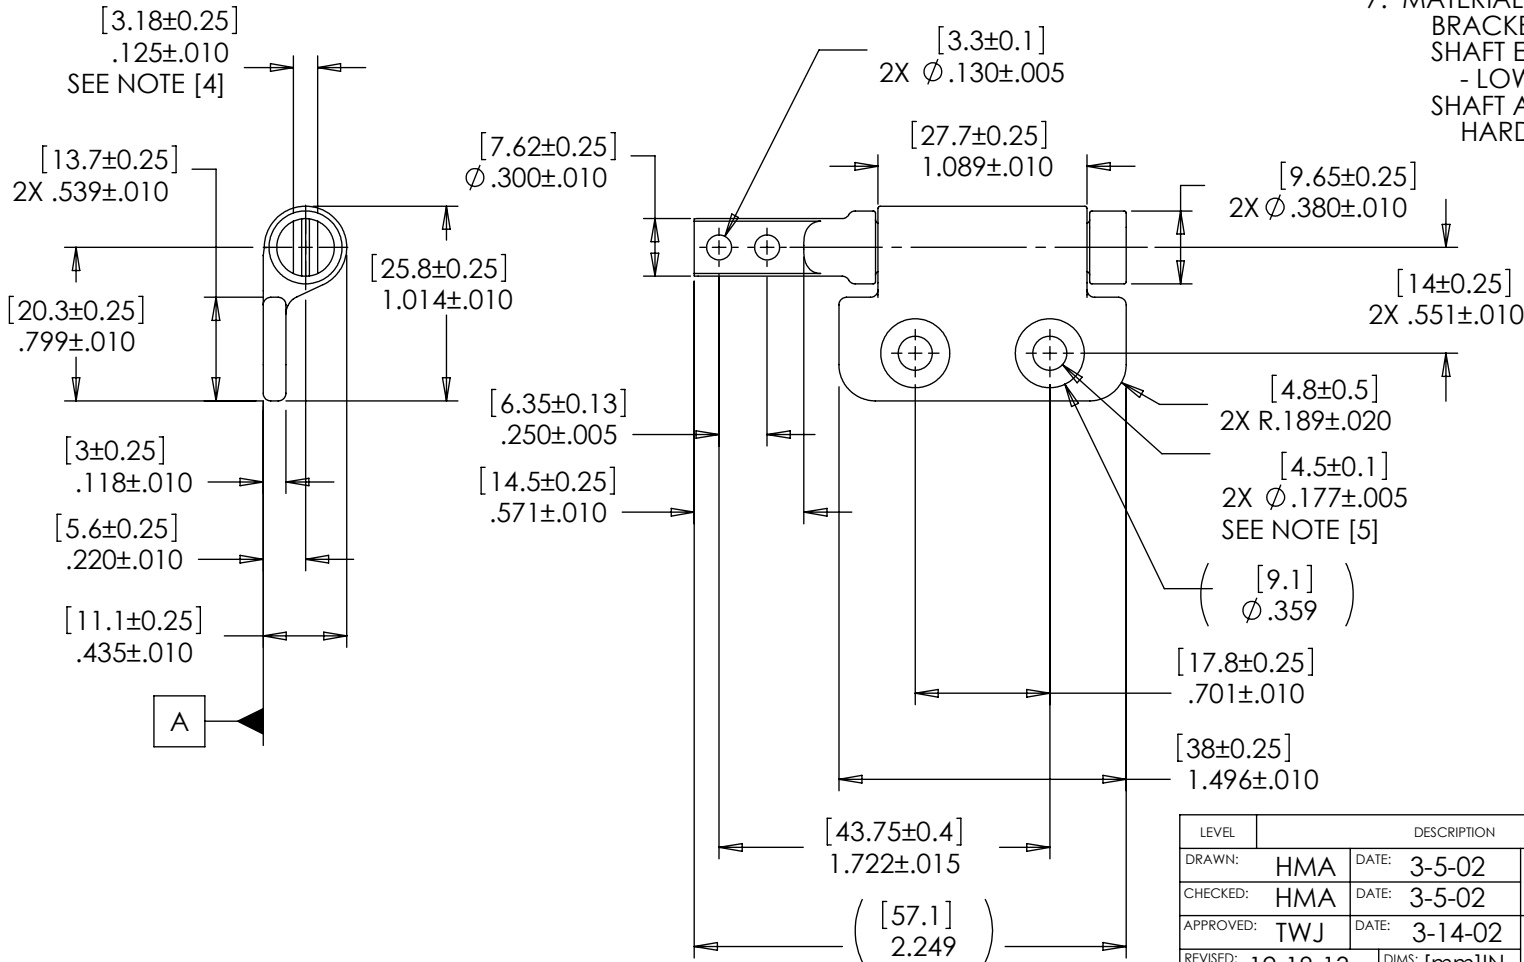 [3.18±0.25]
.125±.010
SEE NOTE [4]
[13.7±0.25]
2X .539±.010
[20.3±0.25]
.799±.010
[25.8±0.25]
1.014±.010
[3±0.25]
.118±.010
[5.6±0.25]
.220±.010
[11.1±0.25]
.435±.010
A
[3.3±0.1]
2X ∅.130±.005
[7.62±0.25]
∅.300±.010
[27.7±0.25]
1.089±.010
[9.65±0.25]
2X ∅.380±.010
[14±0.25]
2X .551±.010
[6.35±0.13]
.250±.005
[14.5±0.25]
.571±.010
[4.8±0.5]
2X R.189±.020
[4.5±0.1]
2X ∅.177±.005
SEE NOTE [5]
([9.1]
∅.359)
[17.8±0.25]
.701±.010
[38±0.25]
1.496±.010
[43.75±0.4]
1.722±.015
([57.1]
2.249)
7. MATERIAL
BRACKE
SHAFT E
- LOW
SHAFT A
HARD
LEVEL DESCRIPTION
DRAWN: HMA DATE: 3-5-02
CHECKED: HMA DATE: 3-5-02
APPROVED: TWJ DATE: 3-14-02
REVISED: DIMS: [mm]IN